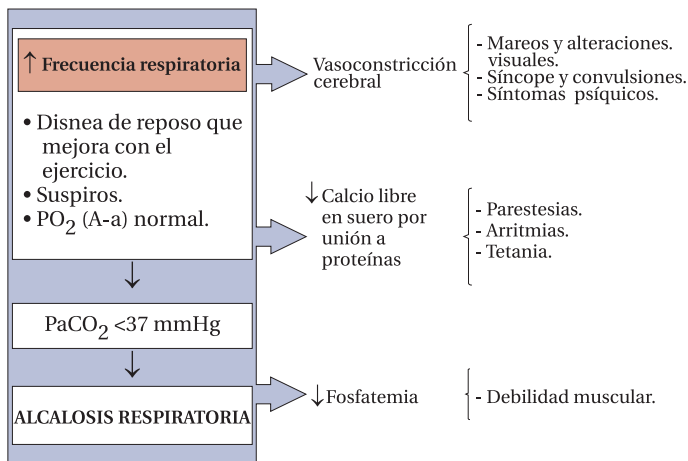 ↑ Frecuencia respiratoria
• Disnea de reposo que
mejora con el
ejercicio.
• Suspiros.
• PO2 (A-a) normal.
↓
PaCO2 <37 mmHg
↓
ALCALOSIS RESPIRATORIA
Vasoconstricción
cerebral
- Mareos y alteraciones.
visuales.
- Síncope y convulsiones.
- Síntomas psíquicos.
↓ Calcio libre
en suero por
unión a
proteínas
- Parestesias.
- Arritmias.
- Tetania.
↓Fosfatemia
- Debilidad muscular.